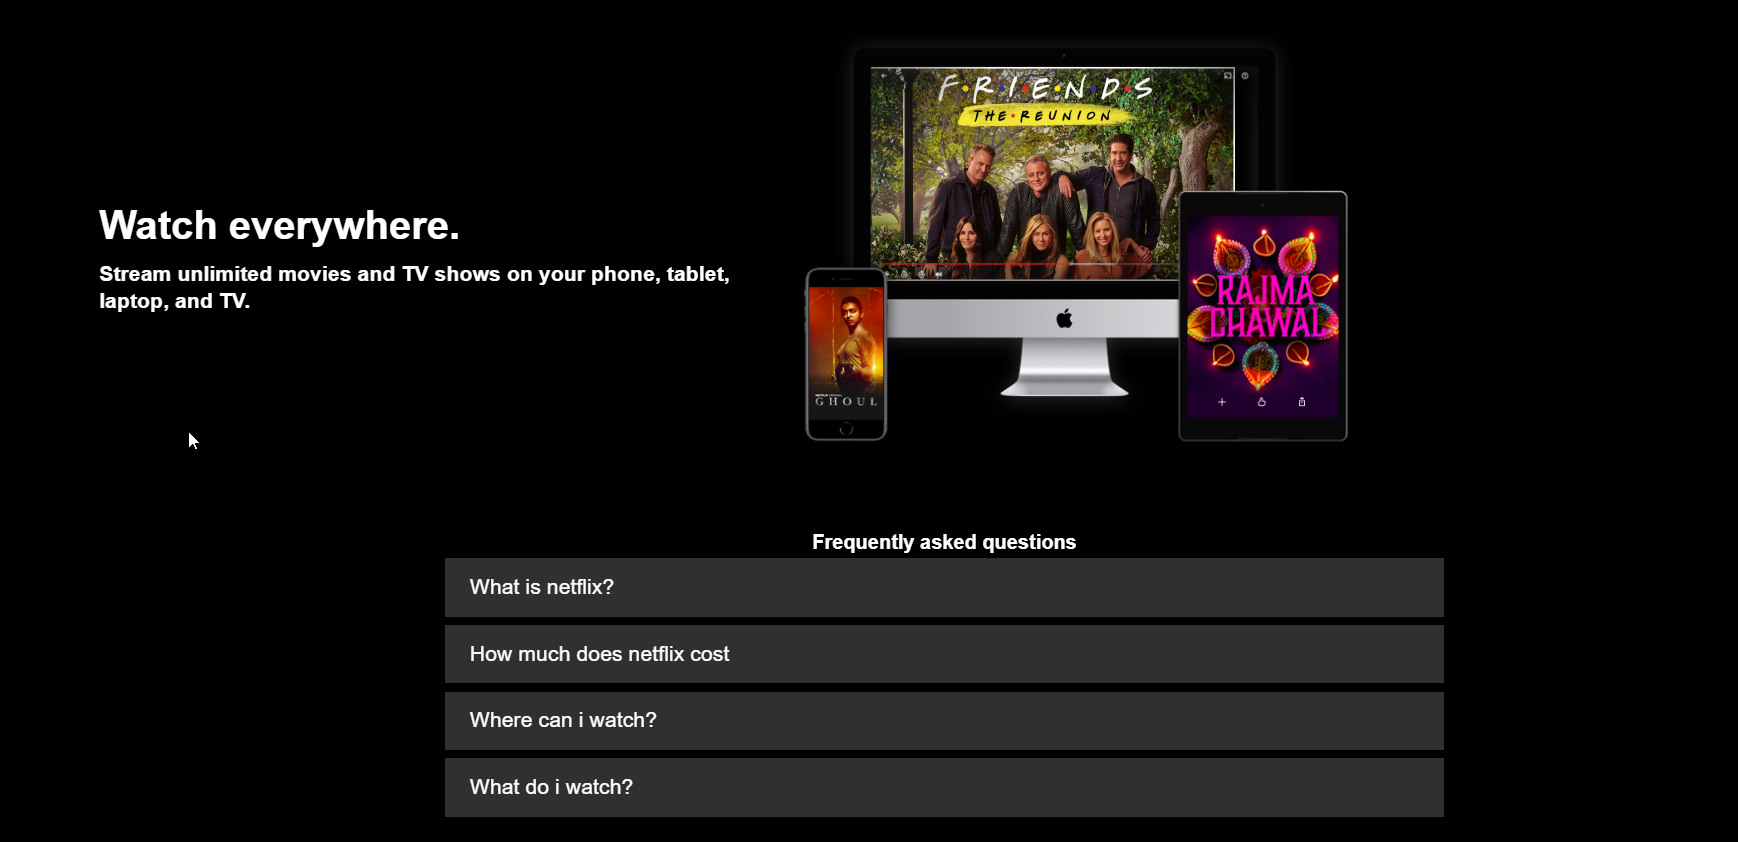 Watch everywhere.
Stream unlimited movies and TV shows on your phone, tablet,
laptop, and TV.
F•R•I•E•N•D•S
THE•REUNION
GHOUL
RAJMA
CHAWAL
Frequently asked questions
What is netflix?
How much does netflix cost
Where can i watch?
What do i watch?